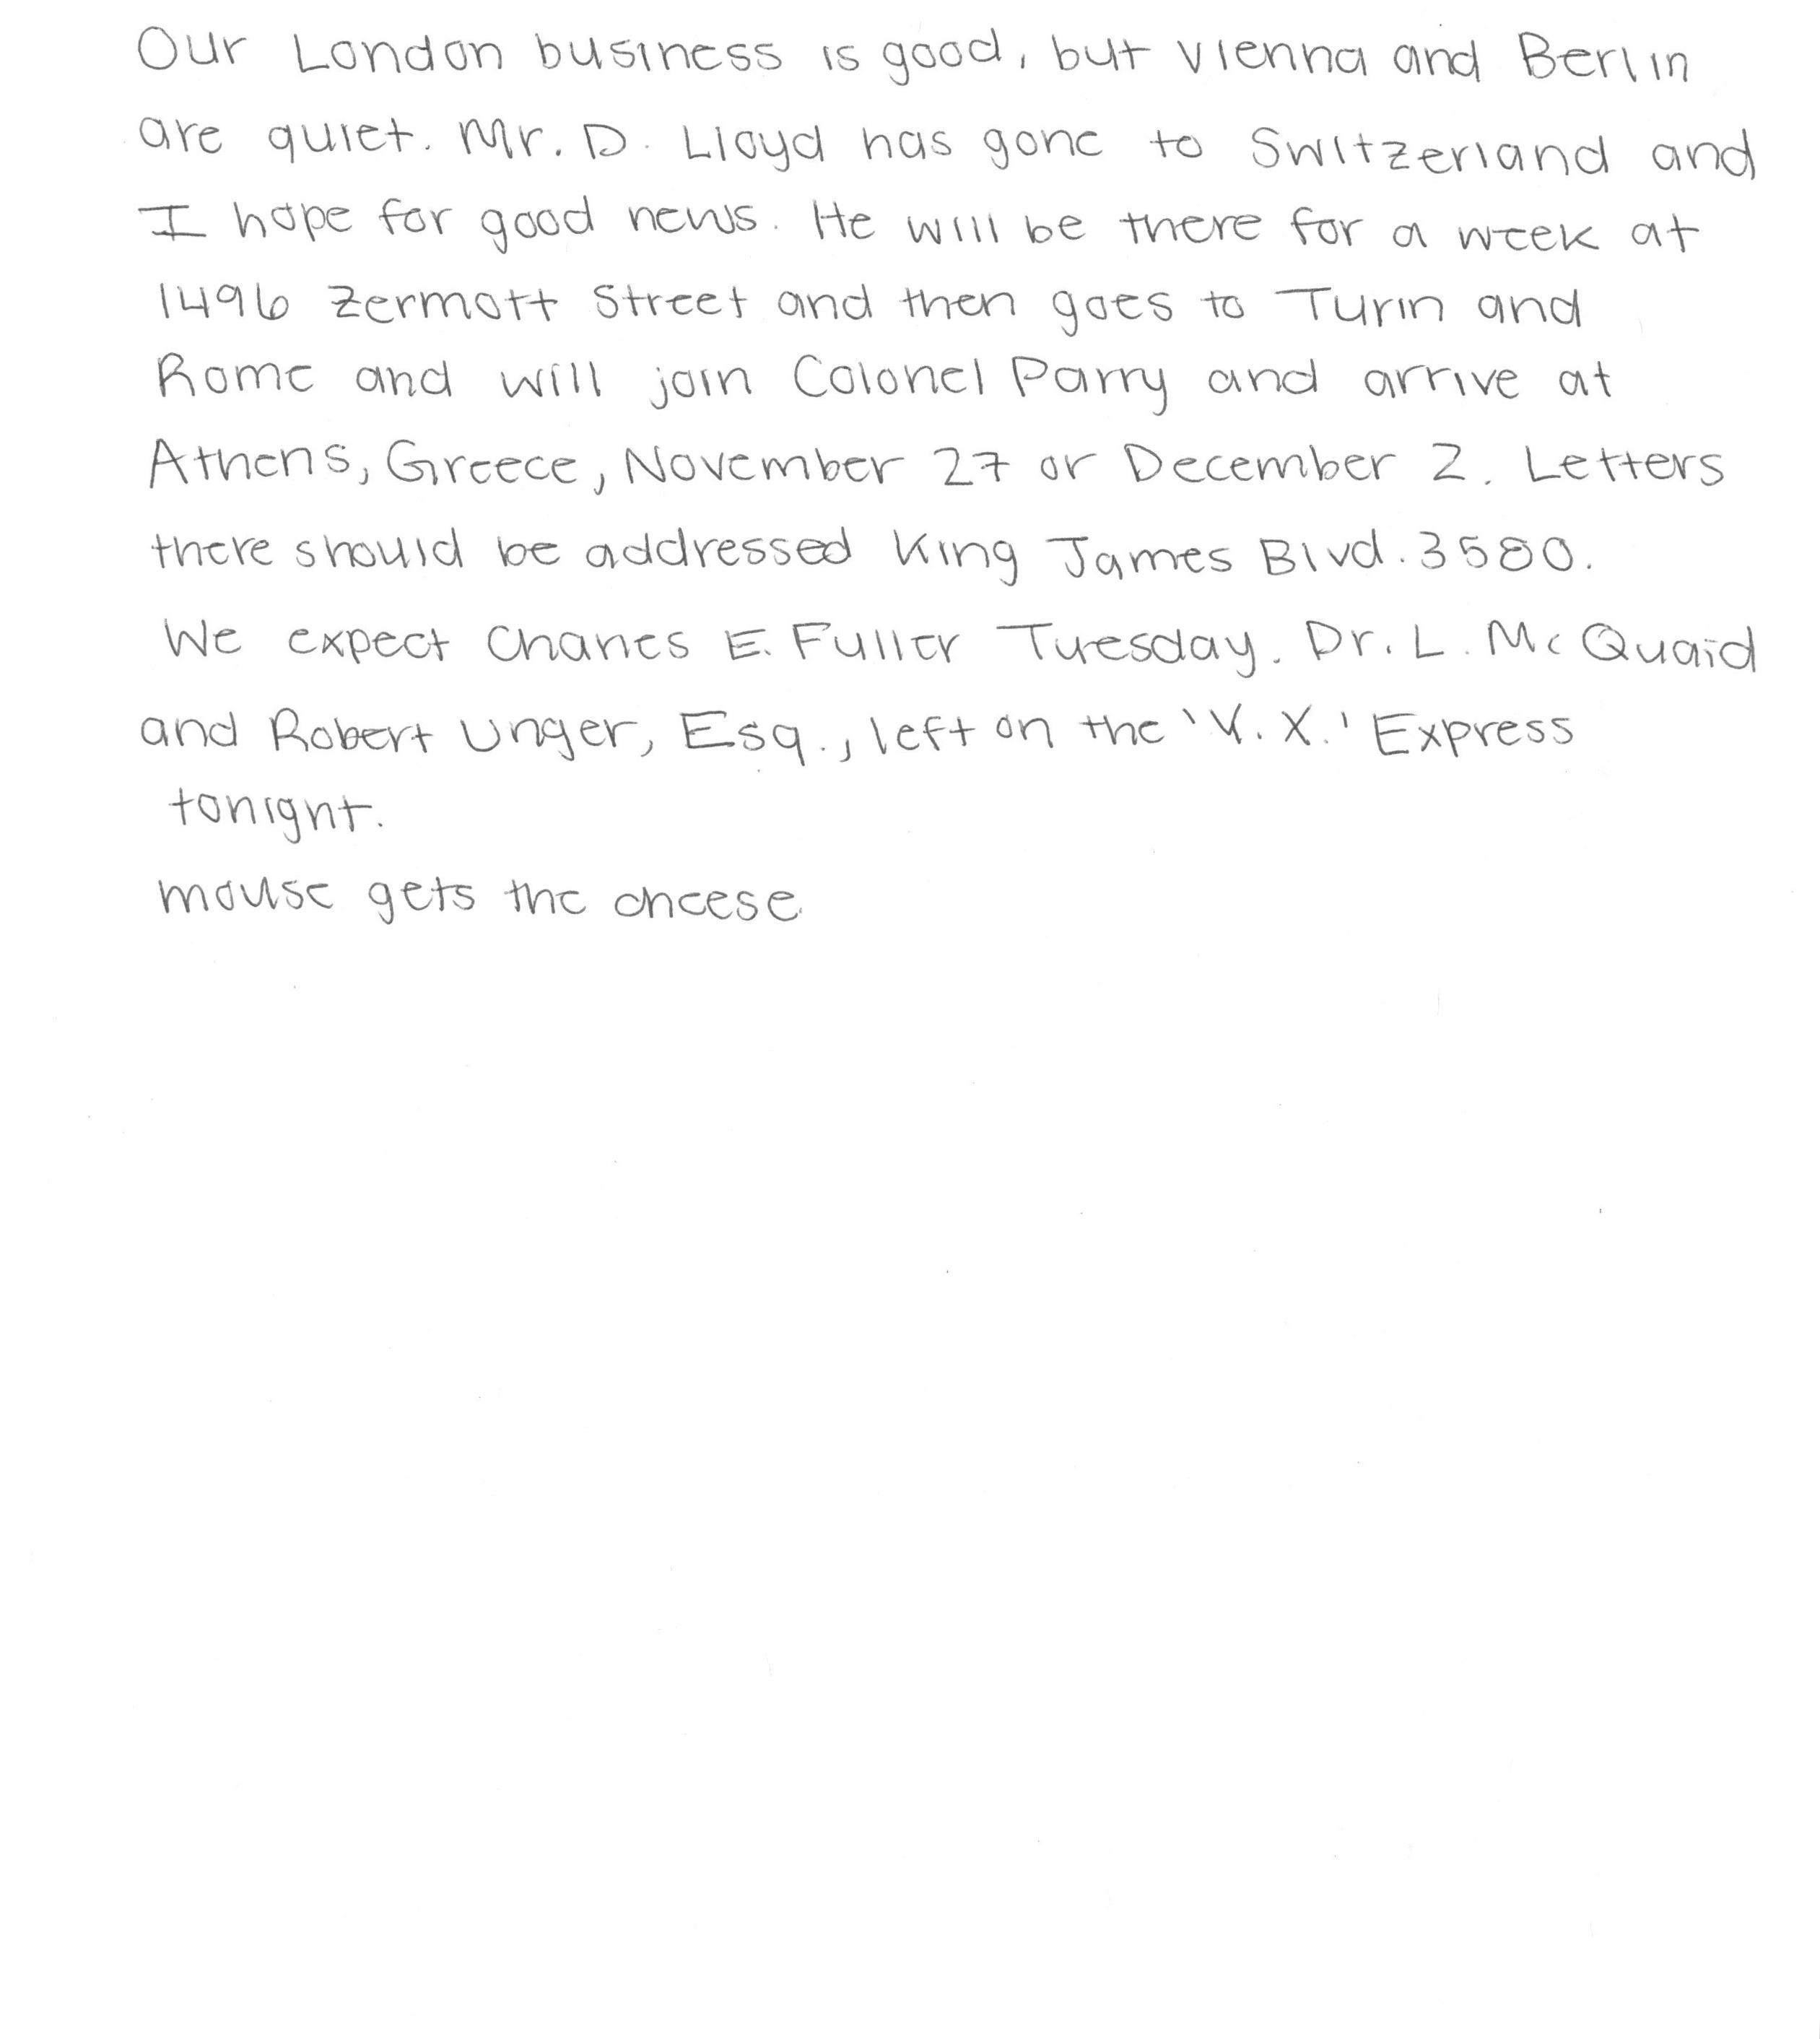 Our London business is good, but Vienna and Berlin
are quiet. Mr. D. Lloyd has gone to Switzerland and
I hope for good news. He will be there for a week at
1496 Zermott Street and then goes to Turin and
Rome and will join Colonel Parry and arrive at
Athens, Greece, November 27 or December 2. Letters
there should be addressed King James Blvd. 3580.
We expect Charles E. Fuller Tuesday. Dr. L. McQuaid
and Robert Unger, Esq., left on the 'Y. X.' Express
tonight.
mouse gets the cheese.